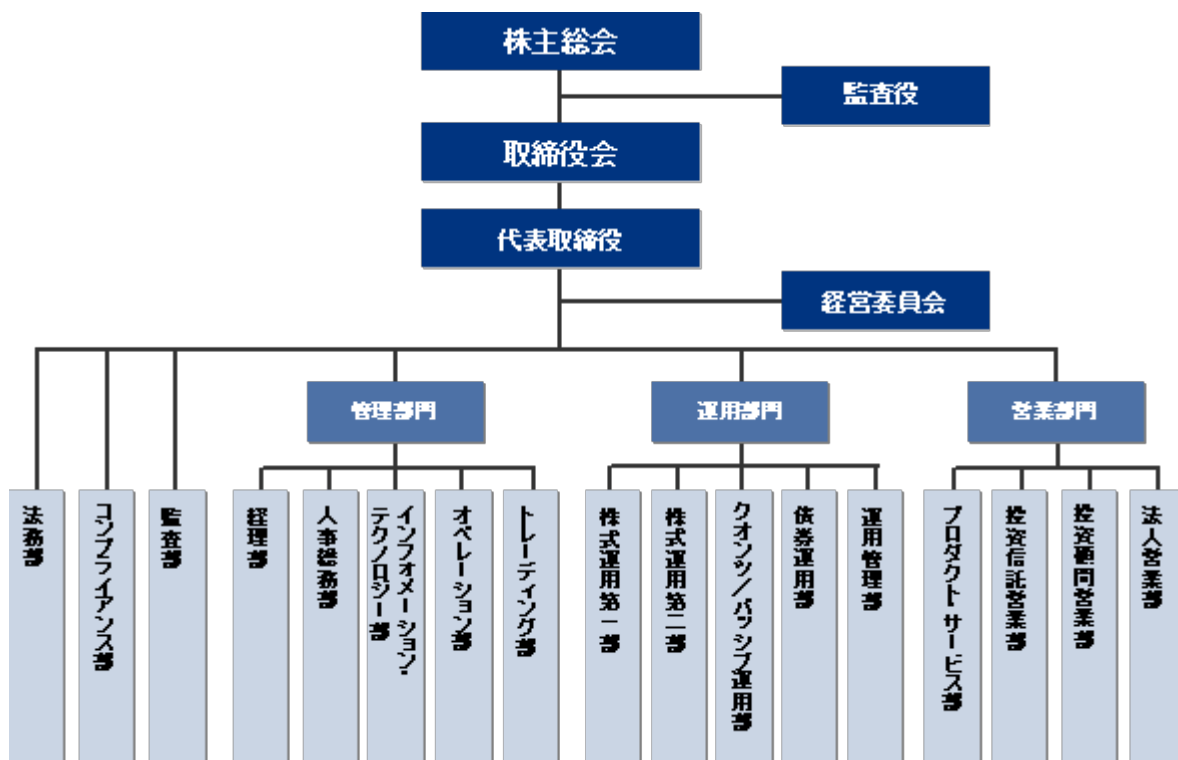 株主総会
監査役
取締役会
代表取締役
経営委員会
管理部門
運用部門
営業部門
法務部
コンプライアンス部
監査部
経理部
人事総務部
インフォメーション・
テクノロジー部
オペレーション部
トレーディング部
株式運用第一部
株式運用第二部
クオンツ／パッシブ運用部
債券運用部
運用管理部
プロダクト・サービス部
投資信託営業部
投資顧問営業部
法人営業部